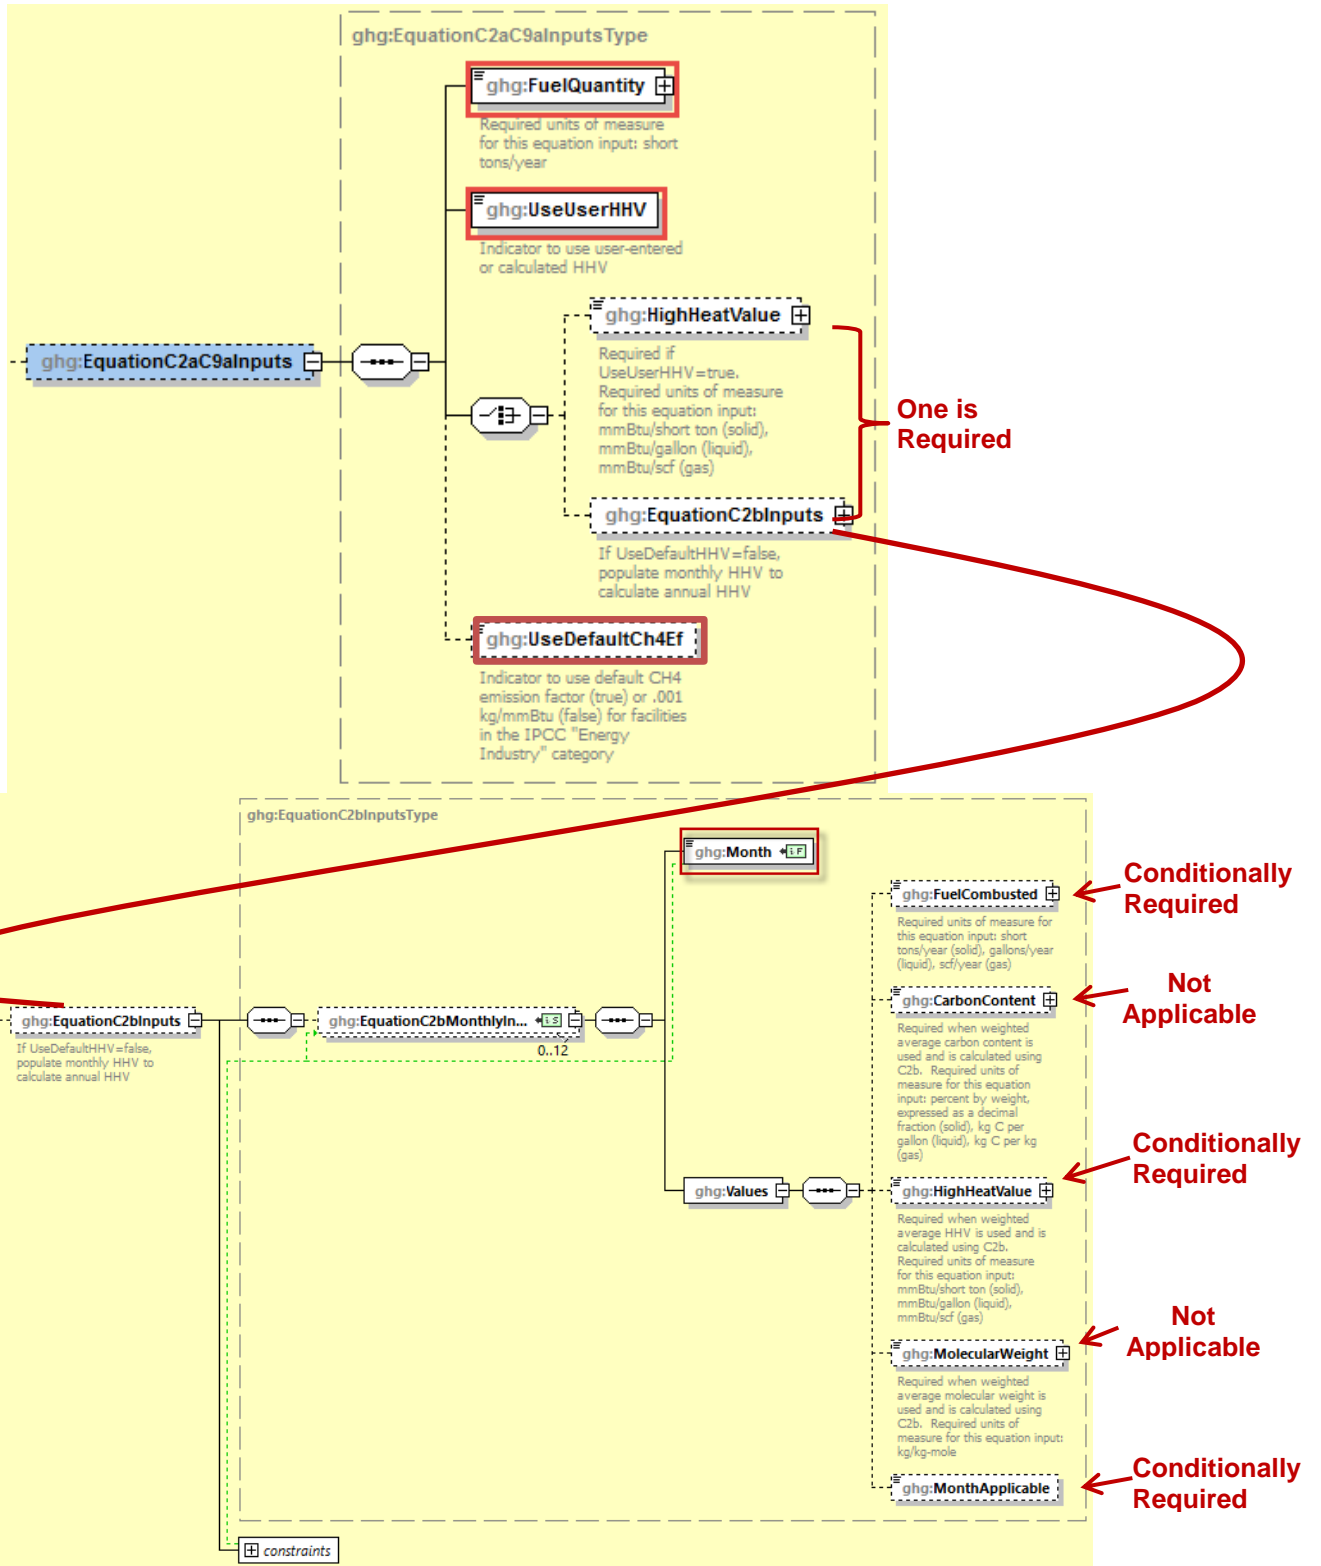 ghg:EquationC2aC9aInputsType
ghg:FuelQuantity
Required units of measure
for this equation input: short
tons/year
ghg:UseUserHHV
Indicator to use user-entered
or calculated HHV
ghg:EquationC2aC9aInputs
ghg:HighHeatValue
Required if
UseUserHHV=true.
Required units of measure
for this equation input:
mmBtu/short ton (solid),
mmBtu/gallon (liquid),
mmBtu/scf (gas)
One is
Required
ghg:EquationC2bInputs
If UseDefaultHHV=false,
populate monthly HHV to
calculate annual HHV
ghg:UseDefaultCh4Ef
Indicator to use default CH4
emission factor (true) or .001
kg/mmBtu (false) for facilities
in the IPCC "Energy
Industry" category
ghg:EquationC2bInputsType
ghg:Month
ghg:FuelCombusted
Required units of measure for
this equation input: short
tons/year (solid), gallons/year
(liquid), scf/year (gas)
Conditionally
Required
ghg:EquationC2bInputs
If UseDefaultHHV=false,
populate monthly HHV to
calculate annual HHV
ghg:EquationC2bMonthlyIn...
0..12
ghg:CarbonContent
Required when weighted
average carbon content is
used and is calculated using
C2b. Required units of
measure for this equation
input: percent by weight,
expressed as a decimal
fraction (solid), kg C per
gallon (liquid), kg C per kg
(gas)
Not
Applicable
ghg:Values
ghg:HighHeatValue
Required when weighted
average HHV is used and is
calculated using C2b.
Required units of measure
for this equation input:
mmBtu/short ton (solid),
mmBtu/gallon (liquid),
mmBtu/scf (gas)
Conditionally
Required
ghg:MolecularWeight
Required when weighted
average molecular weight is
used and is calculated using
C2b. Required units of
measure for this equation input:
kg/kg-mole
Not
Applicable
ghg:MonthApplicable
Conditionally
Required
constraints